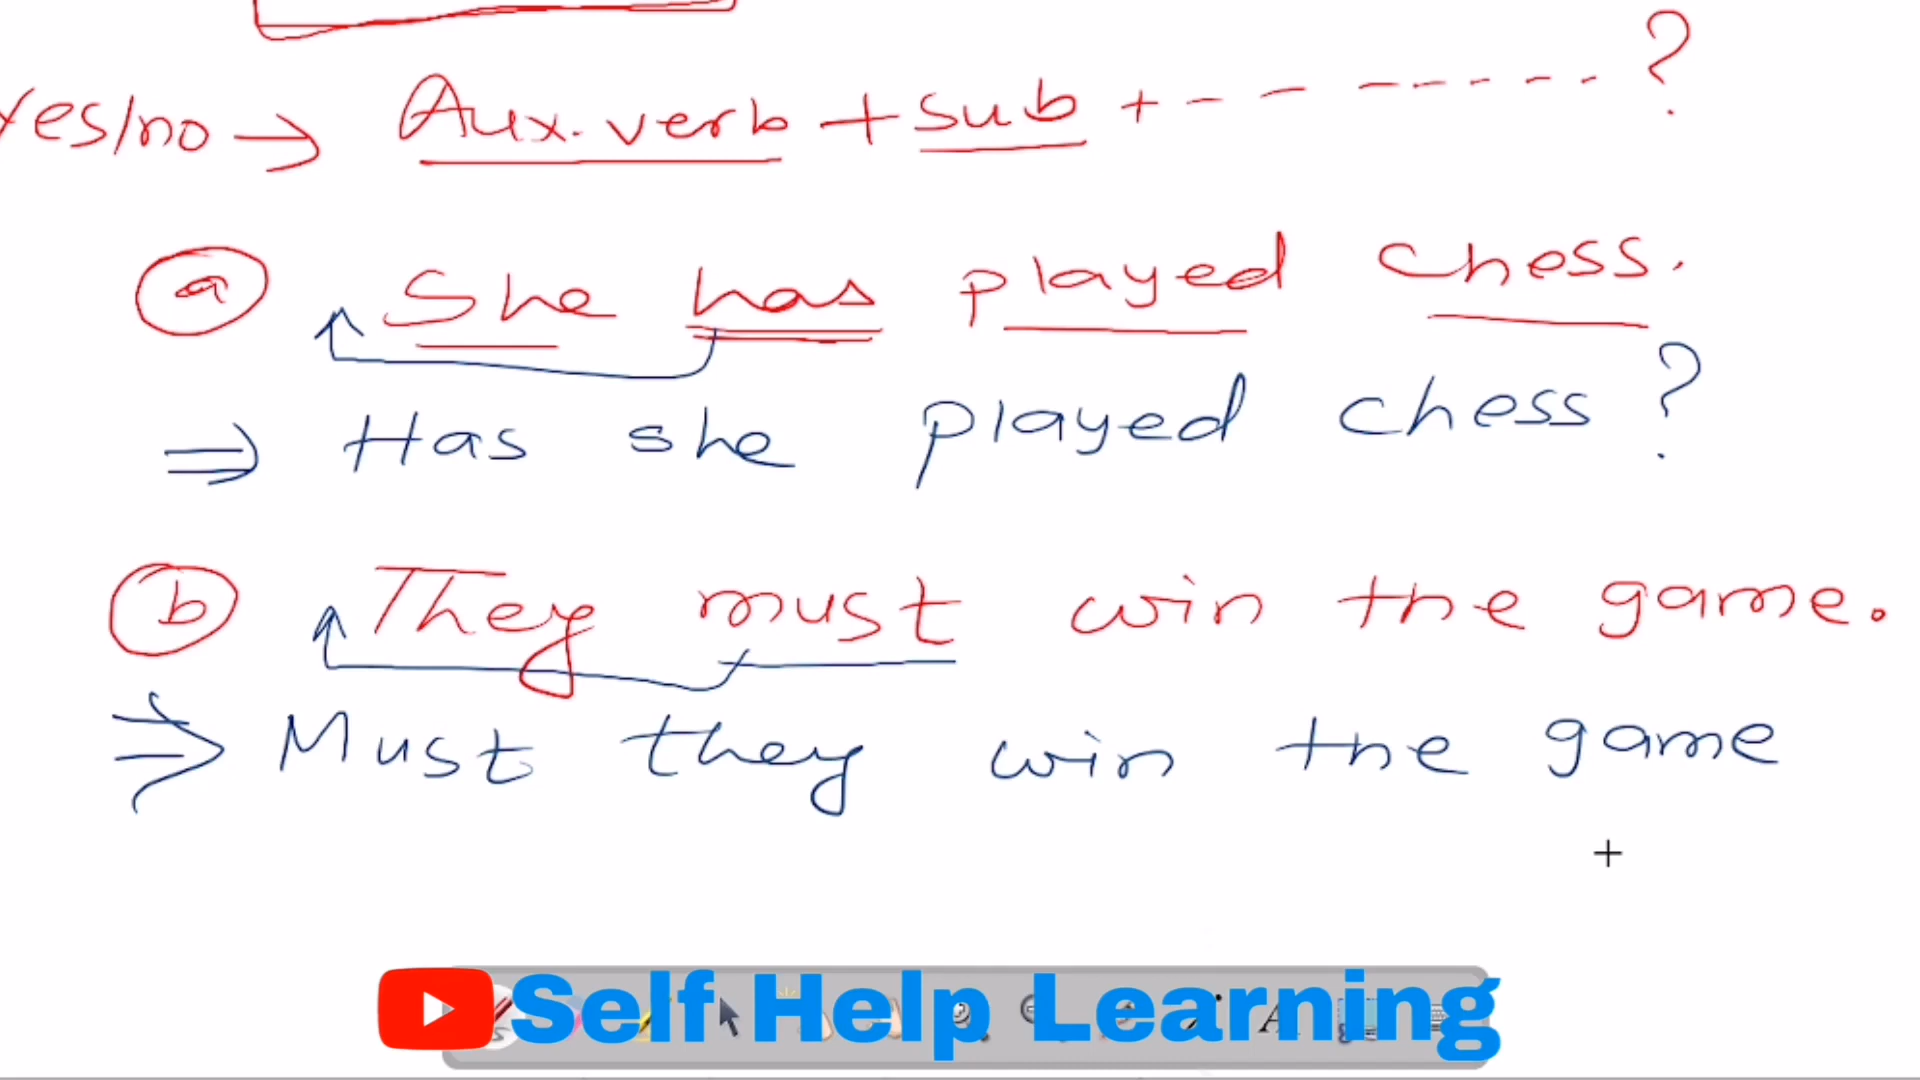 Yes/no → Aux. verb + sub + - - - - - - - - ?
a She has played chess.
⇒ Has she played chess ?
b They must win the game.
⇒ Must they win the game
Self Help Learning